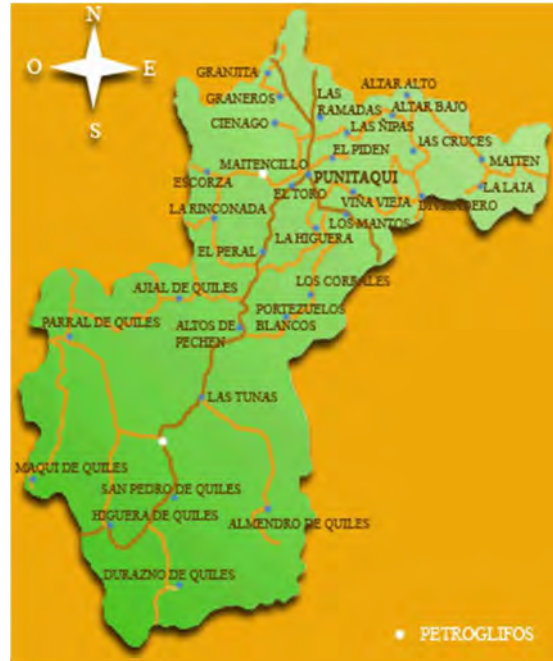 N
O
E
S
GRANJITA
GRANEROS
CIENAGO
LAS
RAMADAS
ALTAR ALTO
ALTAR BAJO
LAS ÑIPAS
LAS CRUCES
EL PIDEN
MAITENCILLO
MAITEN
ESCORZA
PUNITAQUI
EL TORO
LA LAJA
VIÑA VIEJA
DIVISADERO
LA RINCONADA
LOS MANTOS
LA HIGUERA
EL PERAL
AJIAL DE QUILES
LOS CORRALES
PORTEZUELOS
BLANCOS
PARRAL DE QUILES
ALTOS DE
PECHEN
LAS TUNAS
MAQUI DE QUILES
SAN PEDRO DE QUILES
HIGUERA DE QUILES
ALMENDRO DE QUILES
DURAZNO DE QUILES
PETROGLIFOS